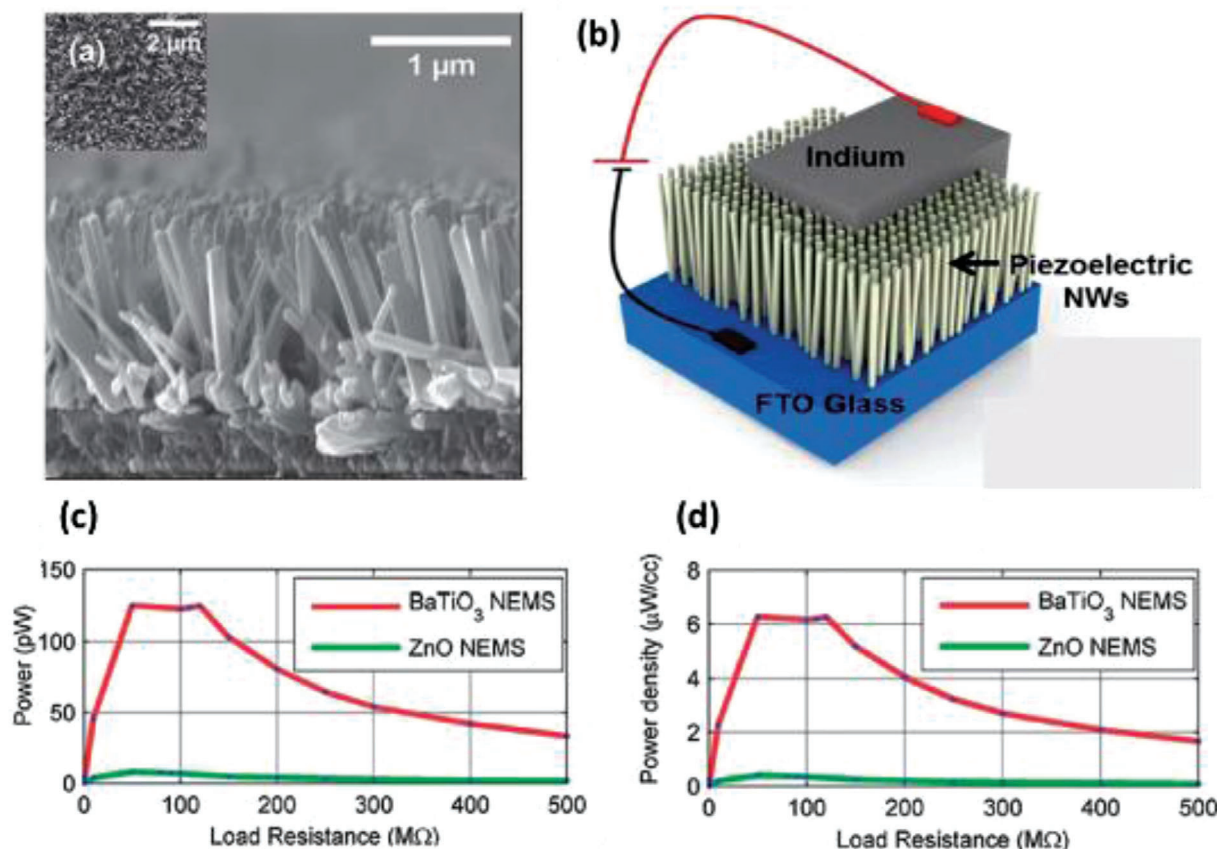 (a)
2 µm
1 µm
(b)
Indium
Piezoelectric
NWs
FTO Glass
(c)
Power (pW)
150
100
50
0
BaTiO₃ NEMS
ZnO NEMS
0 100 200 300 400 500
Load Resistance (MΩ)
(d)
Power density (µW/cc)
8
6
4
2
0
BaTiO₃ NEMS
ZnO NEMS
0 100 200 300 400 500
Load Resistance (MΩ)